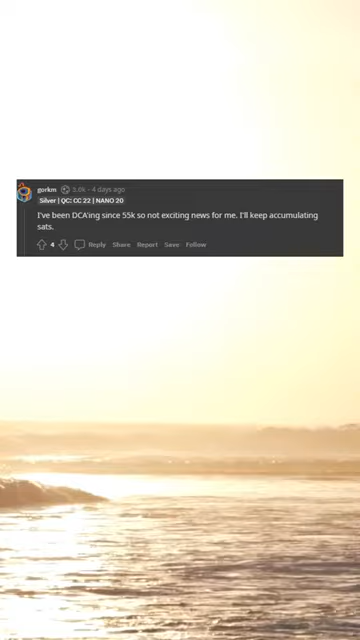 gorkm 3.6k · 4 days ago
Silver | QC: CC 22 | NANO 20
I've been DCA'ing since 55k so not exciting news for me. I'll keep accumulating
sats.
4 Reply Share Report Save Follow